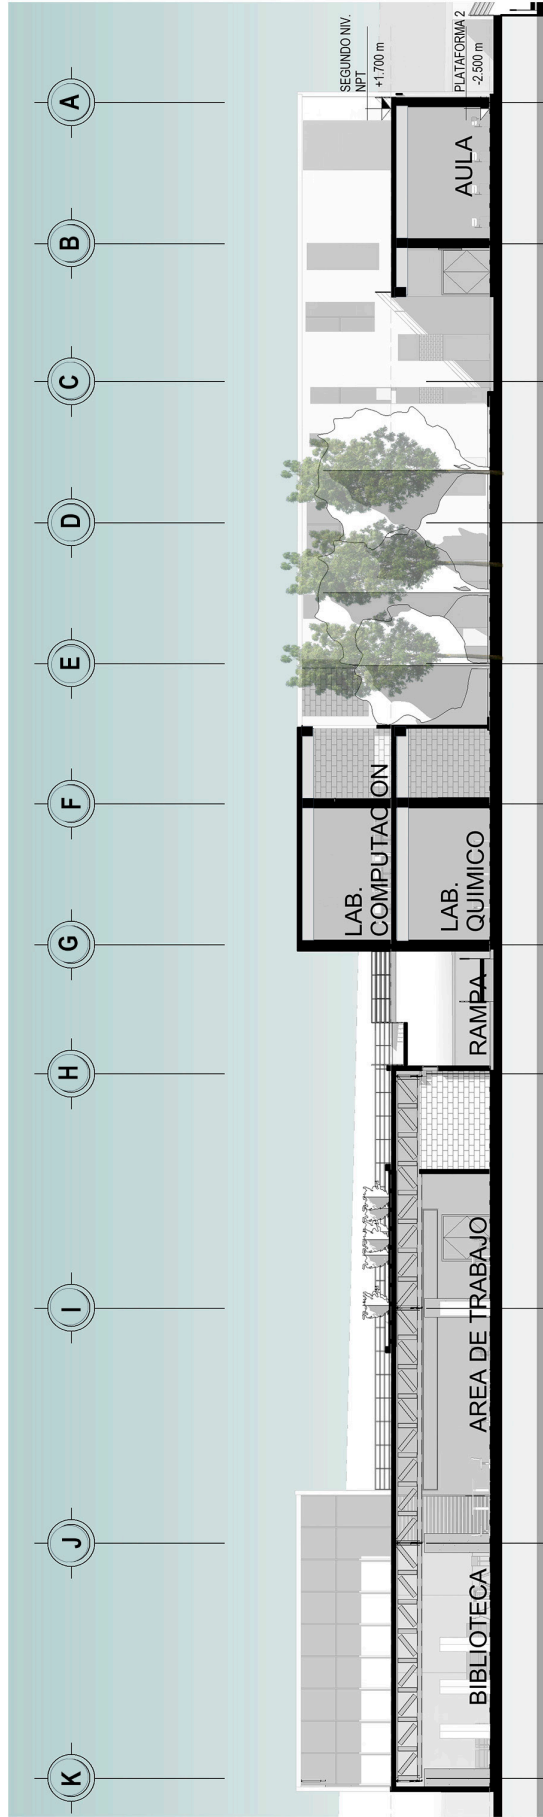 K
J
I
H
G
F
E
D
C
B
A
SEGUNDO NIV.
NPT
+1.700 m
LAB.
COMPUTACION
PLATAFORMA 2
-2.500 m
BIBLIOTECA
AREA DE TRABAJO
RAMPA
LAB.
QUIMICO
AULA